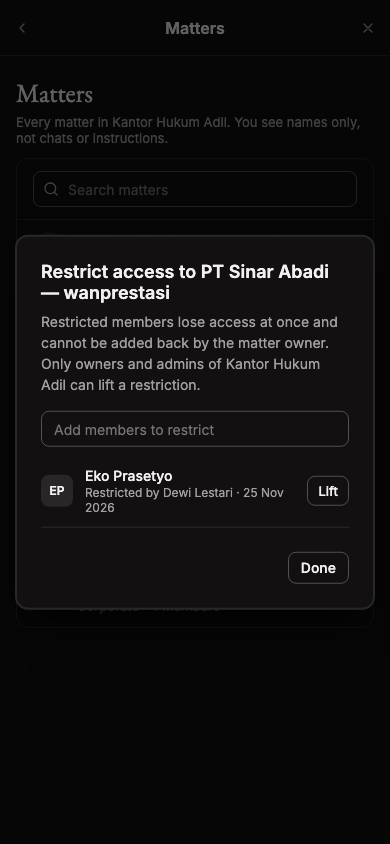 Matters
Matters
Every matter in Kantor Hukum Adil. You see names only,
not chats or instructions.
Search matters
Restrict access to PT Sinar Abadi
— wanprestasi
Restricted members lose access at once and
cannot be added back by the matter owner.
Only owners and admins of Kantor Hukum
Adil can lift a restriction.
Add members to restrict
EP
Eko Prasetyo
Restricted by Dewi Lestari · 25 Nov
2026
Lift
Done